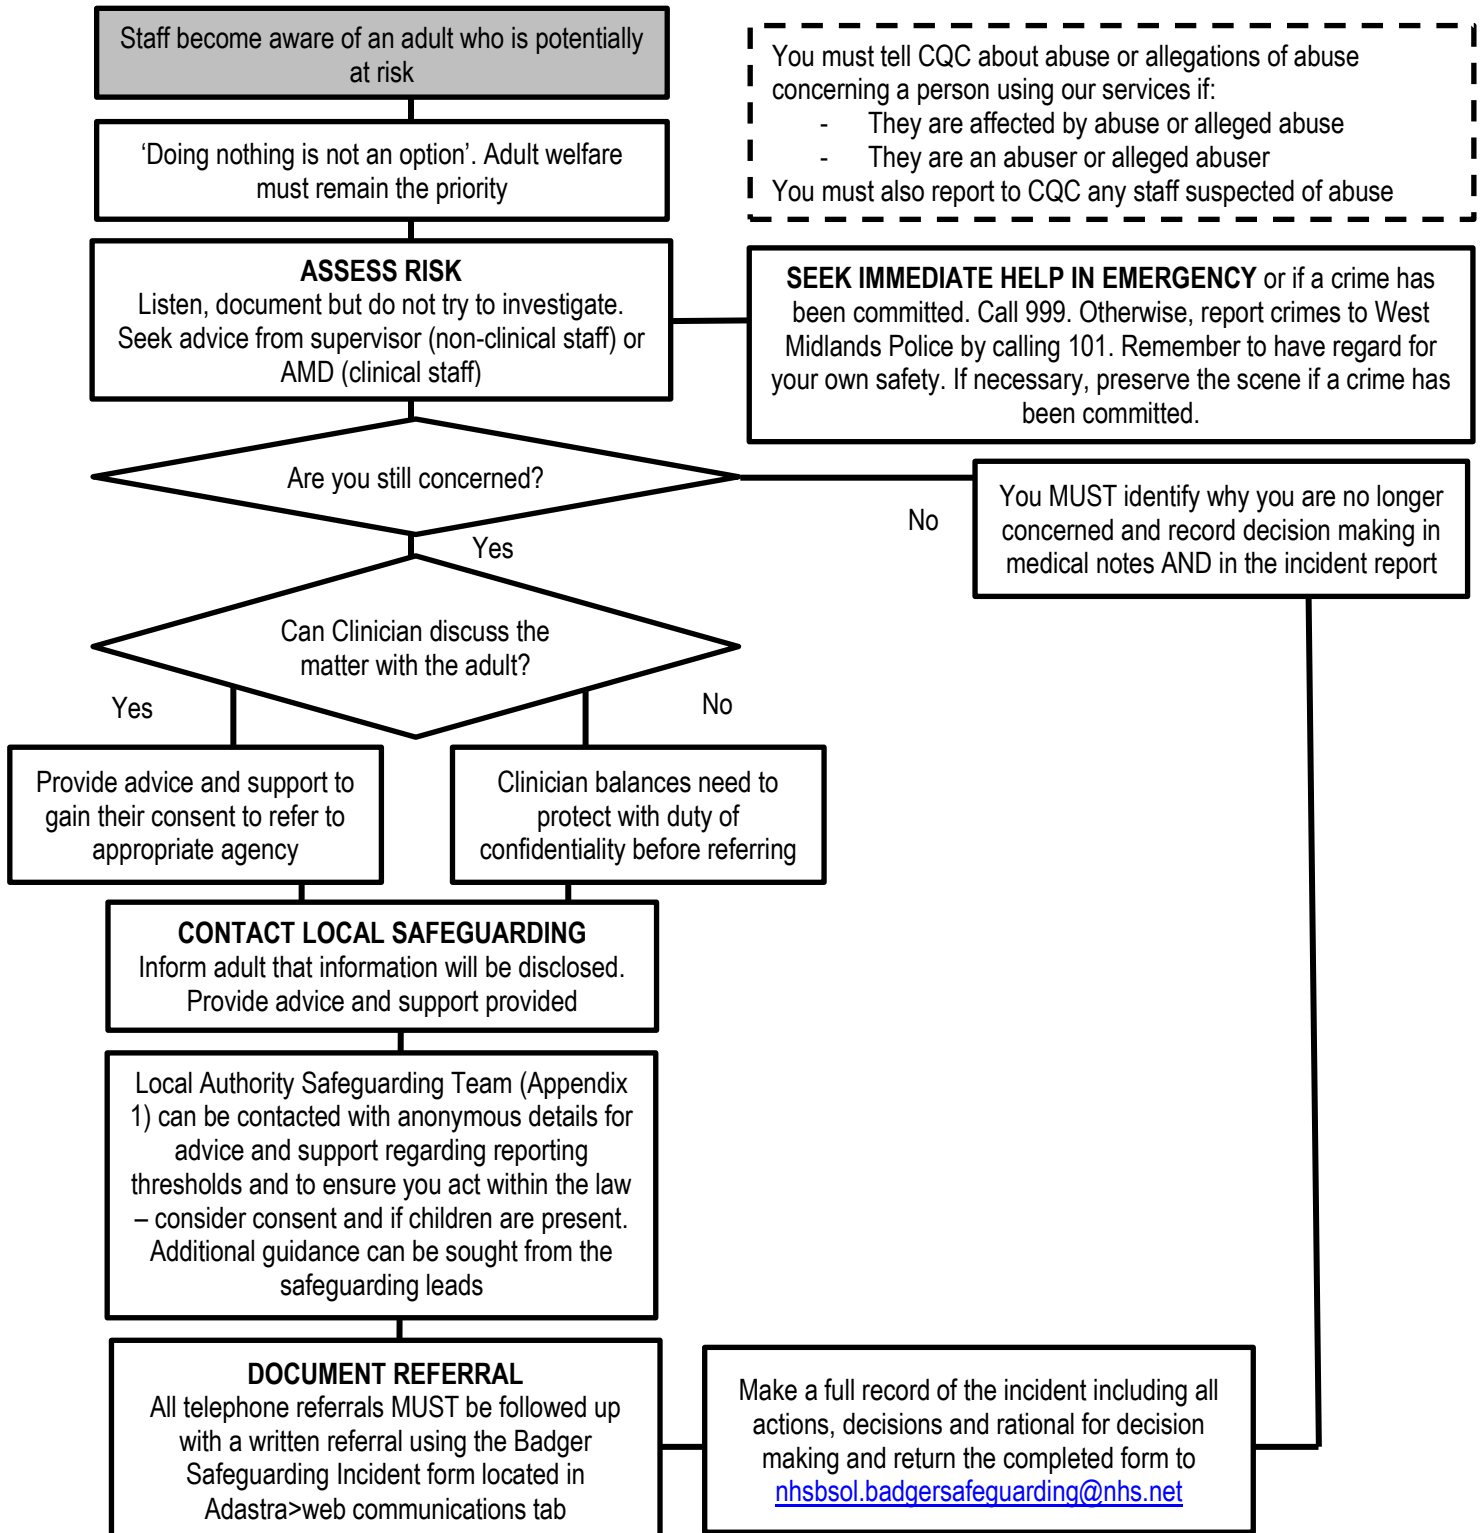 Staff become aware of an adult who is potentially
at risk
You must tell CQC about abuse or allegations of abuse
concerning a person using our services if:
- They are affected by abuse or alleged abuse
- They are an abuser or alleged abuser
You must also report to CQC any staff suspected of abuse
‘Doing nothing is not an option’. Adult welfare
must remain the priority
ASSESS RISK
Listen, document but do not try to investigate.
Seek advice from supervisor (non-clinical staff) or
AMD (clinical staff)
SEEK IMMEDIATE HELP IN EMERGENCY or if a crime has
been committed. Call 999. Otherwise, report crimes to West
Midlands Police by calling 101. Remember to have regard for
your own safety. If necessary, preserve the scene if a crime has
been committed.
Are you still concerned?
No
You MUST identify why you are no longer
concerned and record decision making in
medical notes AND in the incident report
Yes
Can Clinician discuss the
matter with the adult?
Yes
No
Provide advice and support to
gain their consent to refer to
appropriate agency
Clinician balances need to
protect with duty of
confidentiality before referring
CONTACT LOCAL SAFEGUARDING
Inform adult that information will be disclosed.
Provide advice and support provided
Local Authority Safeguarding Team (Appendix
1) can be contacted with anonymous details for
advice and support regarding reporting
thresholds and to ensure you act within the law
– consider consent and if children are present.
Additional guidance can be sought from the
safeguarding leads
DOCUMENT REFERRAL
All telephone referrals MUST be followed up
with a written referral using the Badger
Safeguarding Incident form located in
Adastra>web communications tab
Make a full record of the incident including all
actions, decisions and rational for decision
making and return the completed form to
nhsbsol.badgersafeguarding@nhs.net